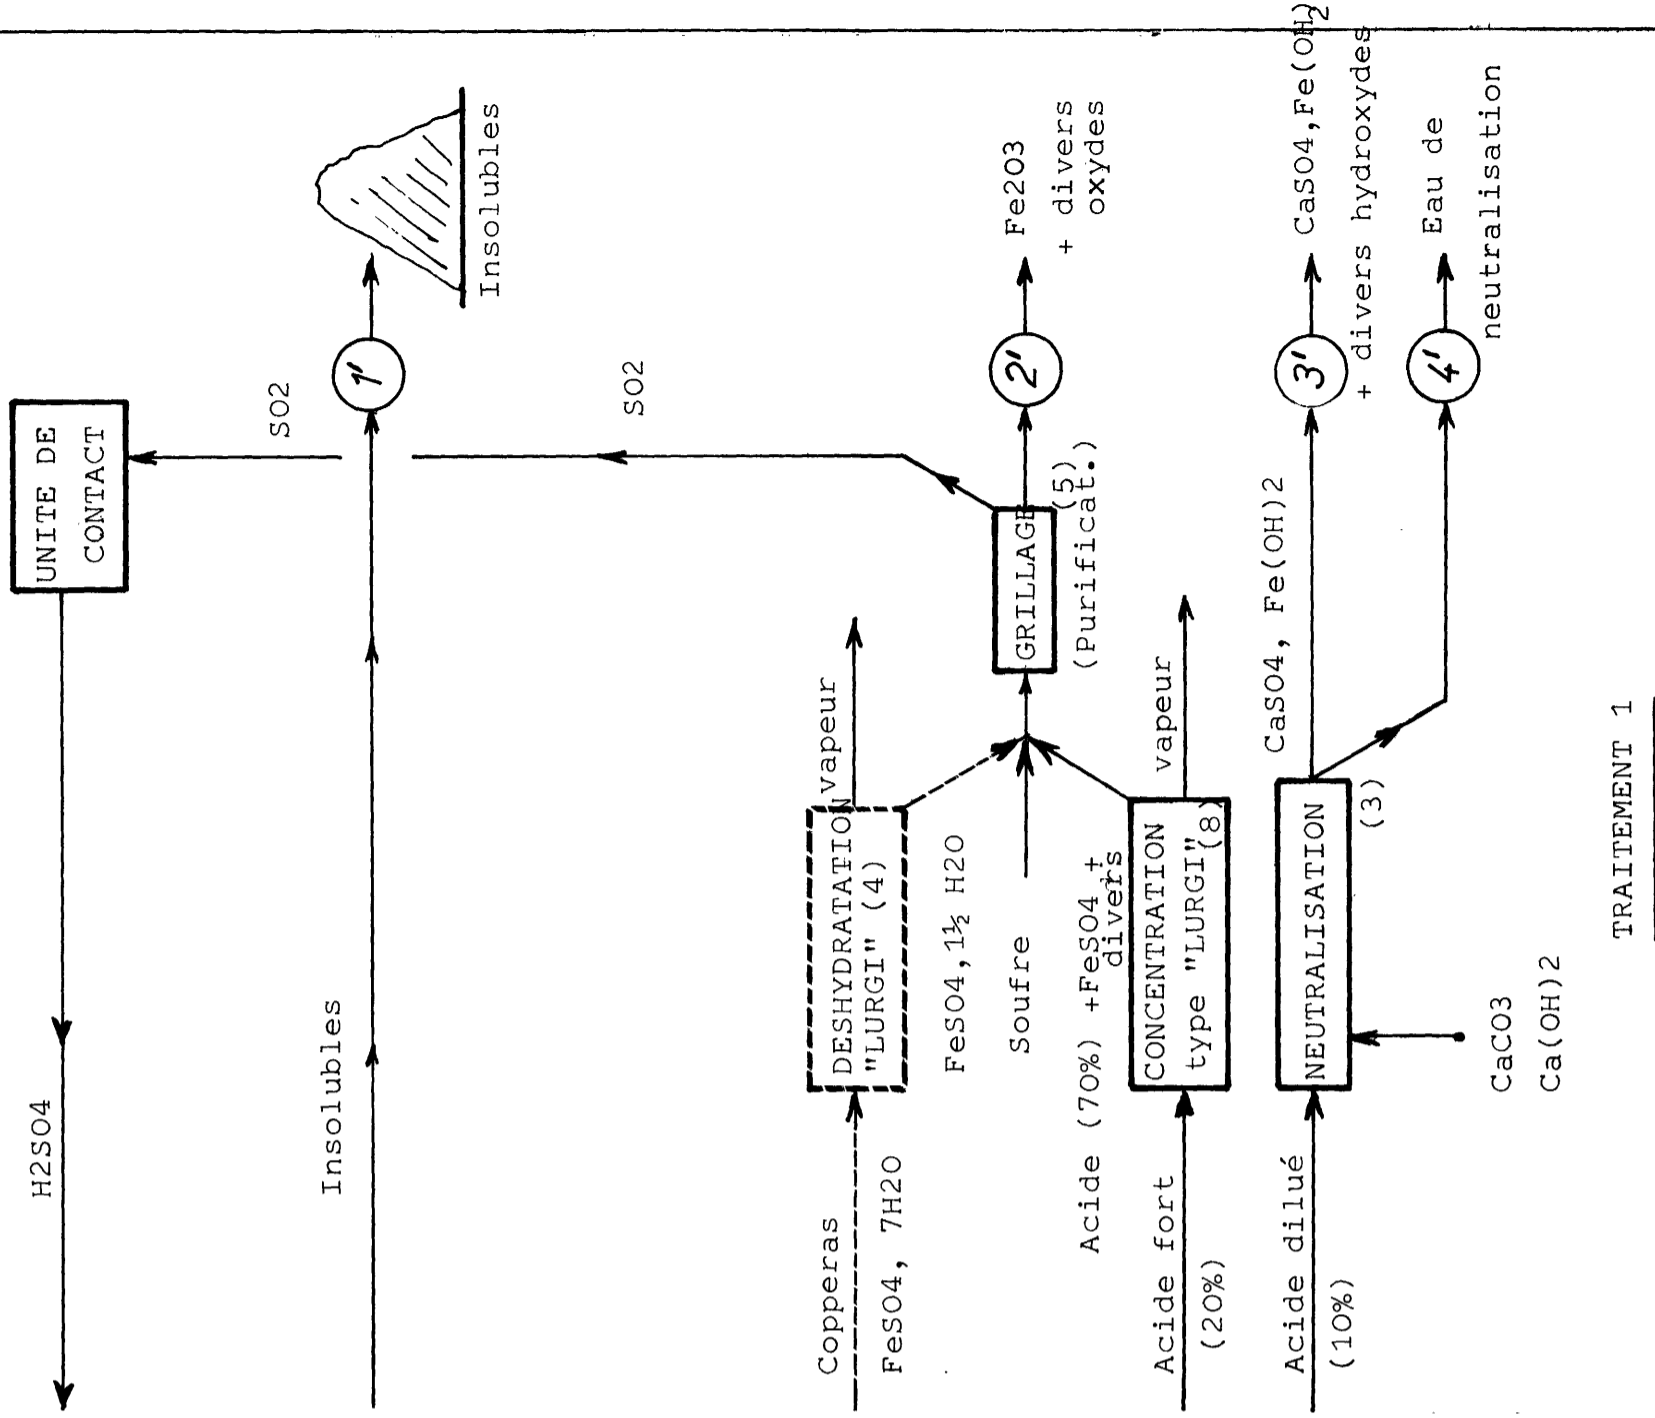 H2SO4
UNITE DE
CONTACT
SO2
Insolubles
1'
Insolubles
SO2
Copperas
FeSO4, 7H2O
DESHYDRATATION
"LURGI" (4)
vapeur
FeSO4, 1½ H2O
Soufre
GRILLAGE
(5)
(Purificat.)
2'
Fe2O3
+ divers
oxydes
Acide (70%) +FeSO4 +
divers
Acide fort
(20%)
CONCENTRATION
type "LURGI"
(8)
vapeur
Acide dilué
(10%)
NEUTRALISATION
(3)
CaCO3
Ca(OH)2
CaSO4, Fe(OH)2
3'
CaSO4,Fe(OH)2
+ divers hydroxydes
4'
Eau de
neutralisation
TRAITEMENT 1